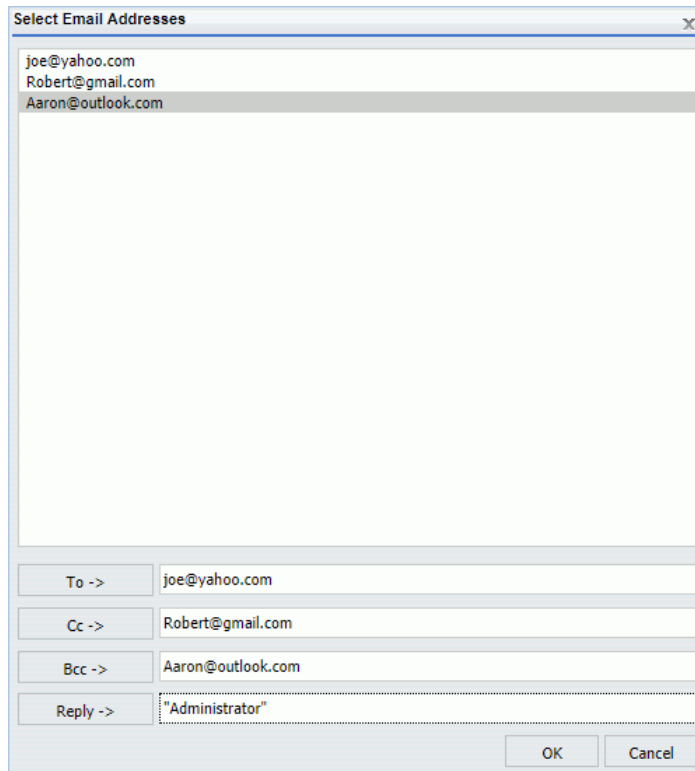 Select Email Addresses
x
joe@yahoo.com
Robert@gmail.com
Aaron@outlook.com
To -> joe@yahoo.com
Cc -> Robert@gmail.com
Bcc -> Aaron@outlook.com
Reply -> "Administrator"
OK Cancel